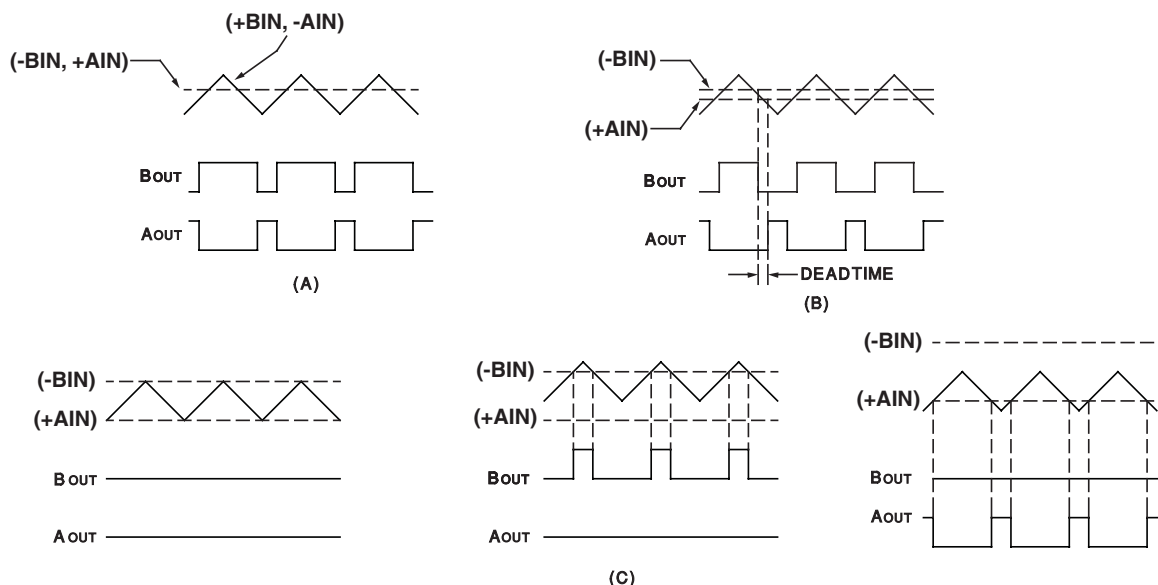 (+BIN, -AIN)
(-BIN, +AIN)
BOUT
AOUT
(A)
(-BIN)
(+AIN)
BOUT
AOUT
DEADTIME
(B)
(-BIN)
(+AIN)
BOUT
AOUT
(-BIN)
(+AIN)
BOUT
AOUT
(-BIN)
(+AIN)
BOUT
AOUT
(C)